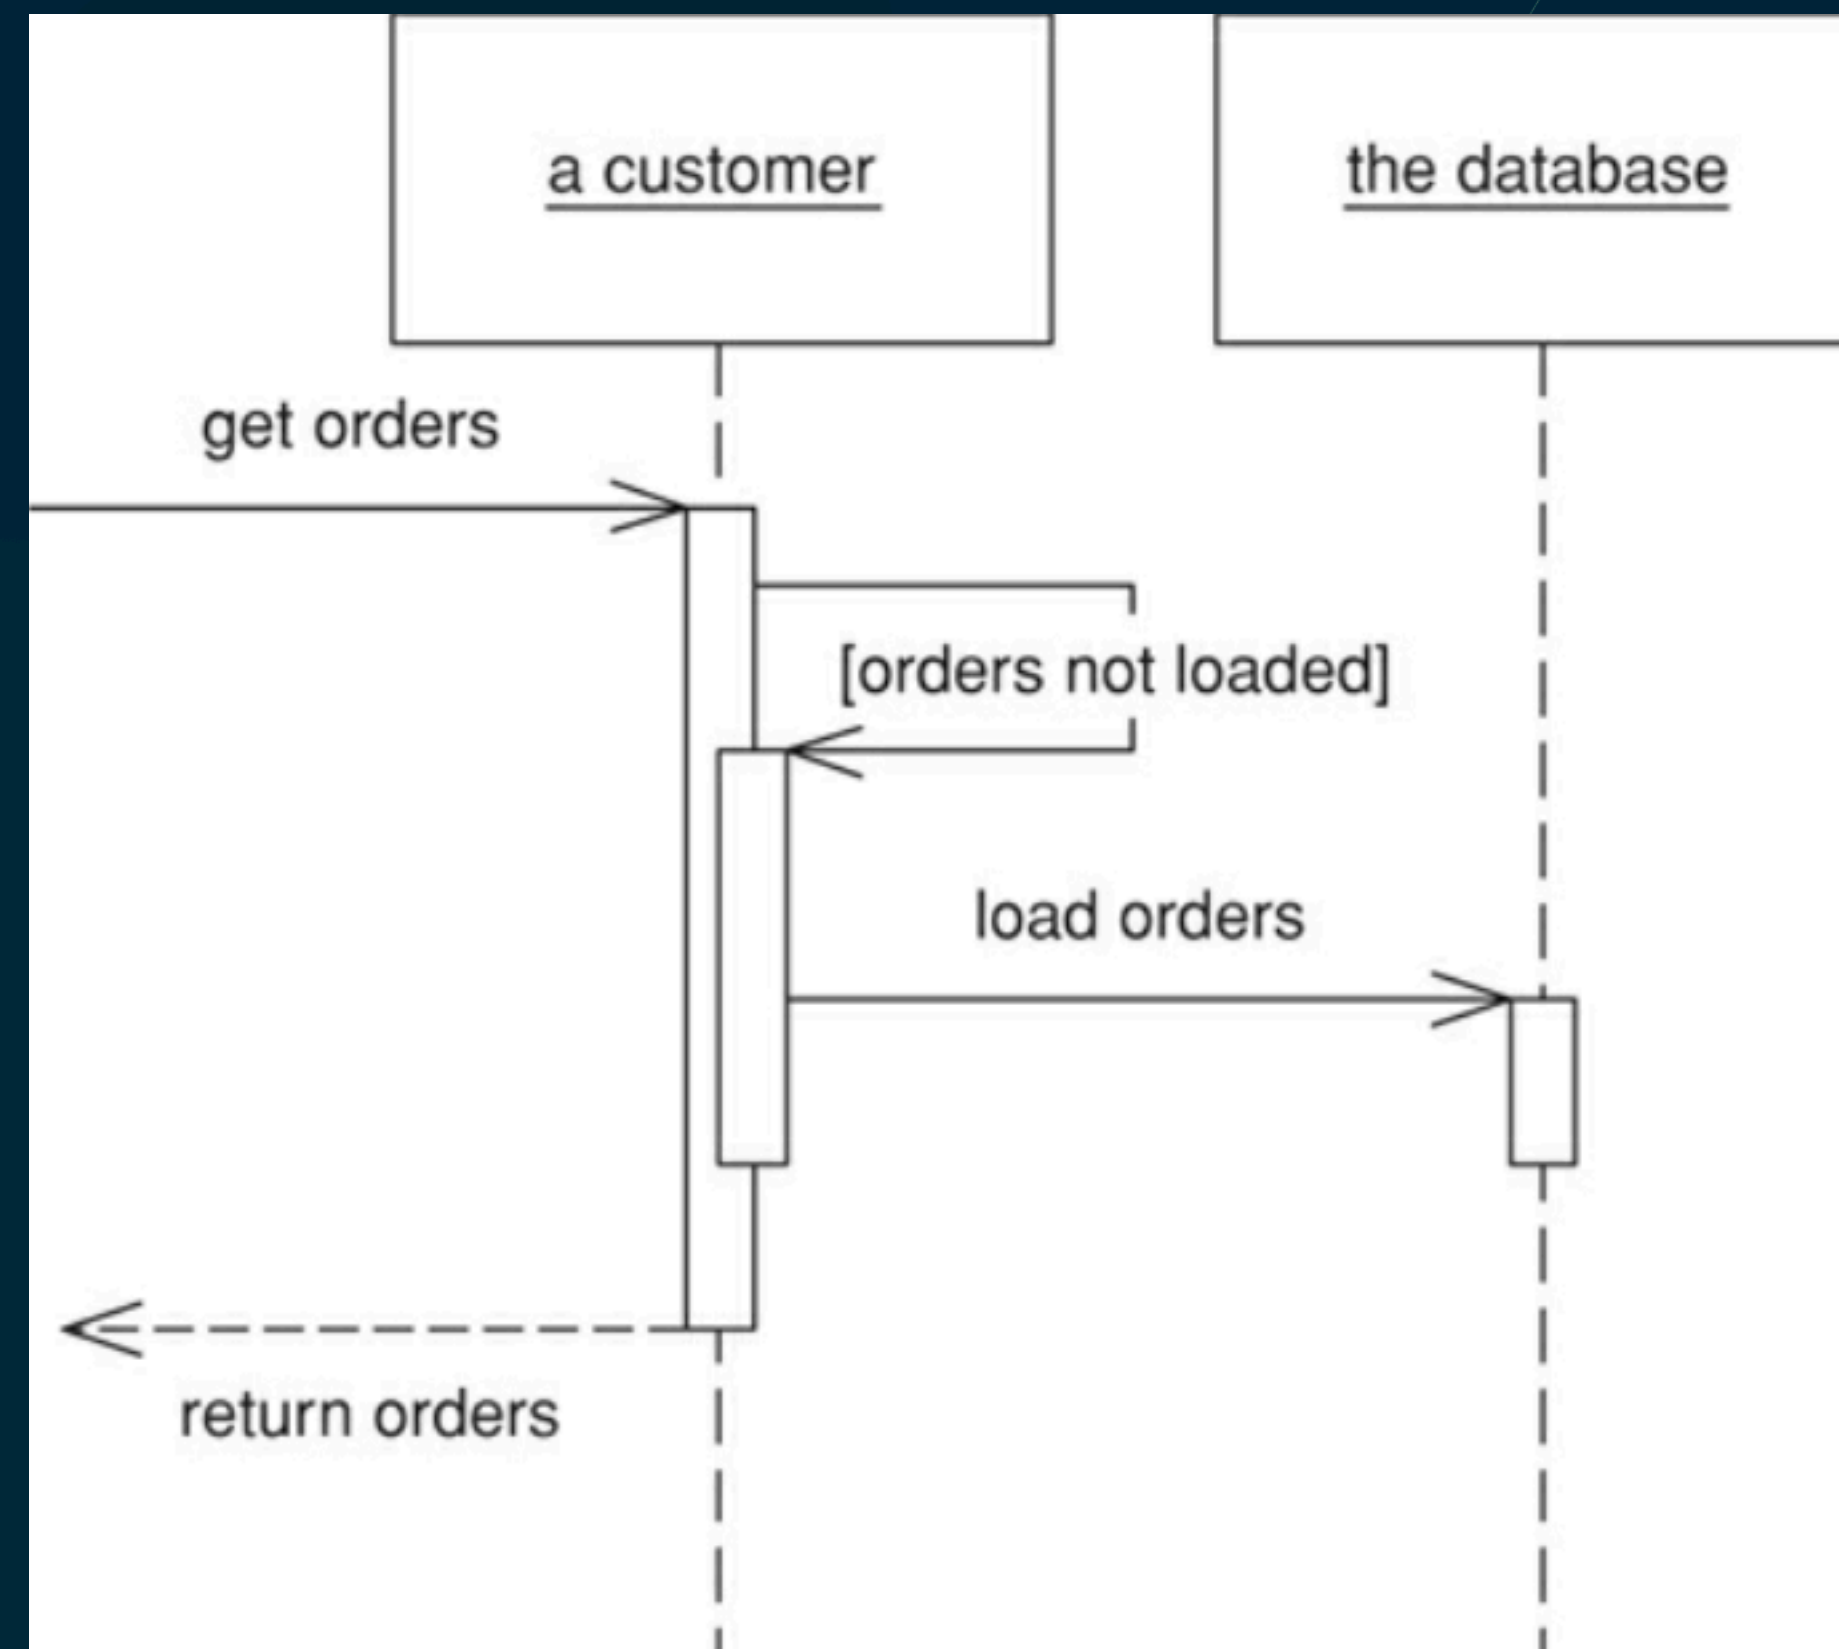 a customer
the database
get orders
[orders not loaded]
load orders
return orders